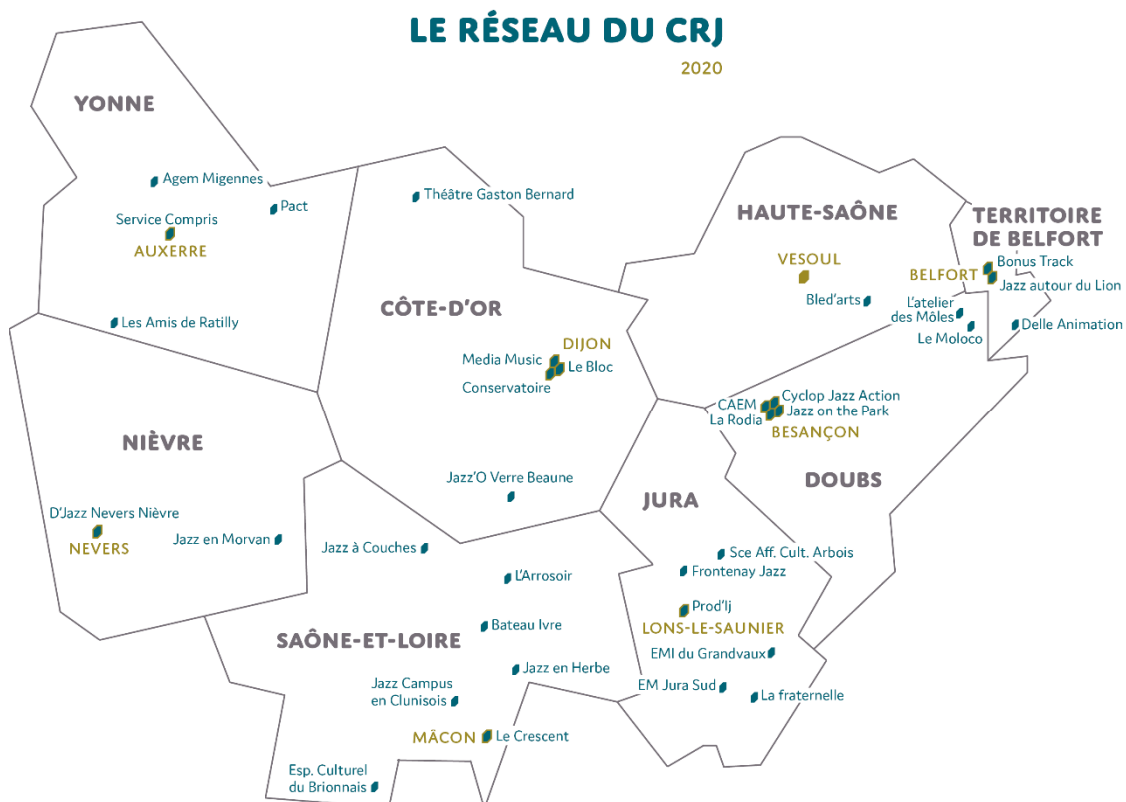 LE RÉSEAU DU CRJ
2020
YONNE
Agem Migennes
Pact
Service Compris
AUXERRE
Les Amis de Ratilly
Théâtre Gaston Bernard
CÔTE-D'OR
DIJON
Media Music
Le Bloc
Conservatoire
Jazz'O Verre Beaune
HAUTE-SAÔNE
VESOUL
Bled'arts
TERRITOIRE
DE BELFORT
BELFORT
Bonus Track
Jazz autour du Lion
L'atelier
des Môles
Le Moloco
Delle Animation
CAEM
Cyclop Jazz Action
La Rodia
Jazz on the Park
BESANÇON
DOUBS
NIÈVRE
D'Jazz Nevers Nièvre
NEVERS
Jazz en Morvan
JURA
Sce Aff. Cult. Arbois
Frontenay Jazz
Prod'Ij
LONS-LE-SAUNIER
EMI du Grandvaux
EM Jura Sud
La fraternelle
Jazz à Couches
L'Arrosoir
Bateau Ivre
SAÔNE-ET-LOIRE
Jazz en Herbe
Jazz Campus
en Clunisois
MÂCON
Le Crescent
Esp. Culturel
du Brionnais